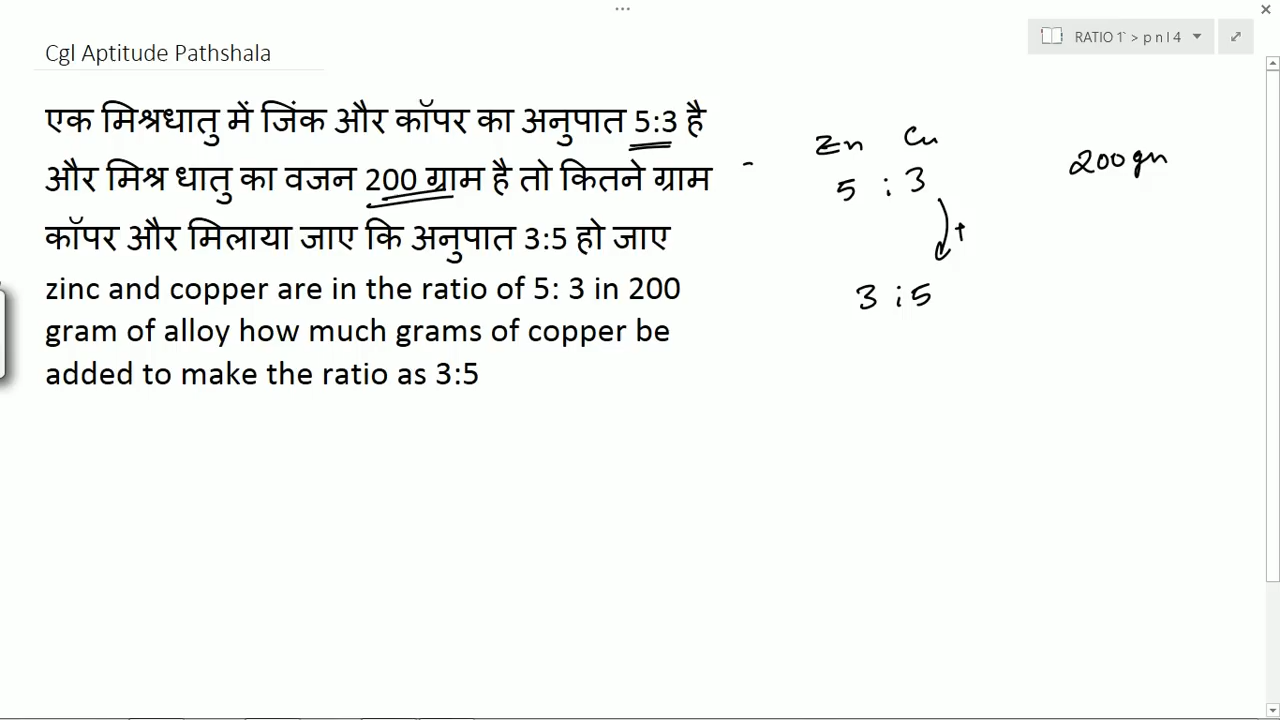 ...
RATIO 1` > p n l 4
Cgl Aptitude Pathshala
एक मिश्रधातु में जिंक और कॉपर का अनुपात 5:3 है
और मिश्र धातु का वजन 200 ग्राम है तो कितने ग्राम
कॉपर और मिलाया जाए कि अनुपात 3:5 हो जाए
zinc and copper are in the ratio of 5: 3 in 200
gram of alloy how much grams of copper be
added to make the ratio as 3:5
Zn Cu
5 : 3
200 gm
+
3 : 5